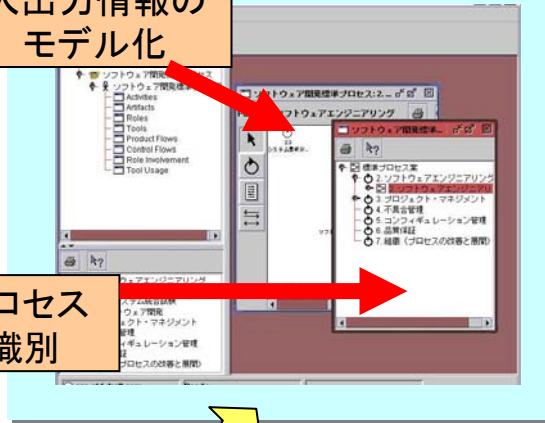 入出力情報の
モデル化
ソフトウェア開発標準プロセス
ソフトウェア開発標準
Activities
Artifacts
Roles
Tools
Product Flows
Control Flows
Role Involvement
Tool Usage
ソフトウェア開発標準プロセス:2...
ソフトウェアエンジニアリング
2.2
システム要求分...
ソフトウェア開発標準...
標準プロセス案
2.ソフトウェアエンジニアリング
2.ソフトウェアエンジニアリ
3.プロジェクト・マネジメント
4.不具合管理
5.コンフィギュレーション管理
6.品質保証
7.組織（プロセスの改善と展開）
ロセス
識別
ウェアエンジニアリング
ステム統合試験
ウェア開発
ェクト・マネジメント
管理
ィギュレーション管理
証
プロセスの改善と展開）